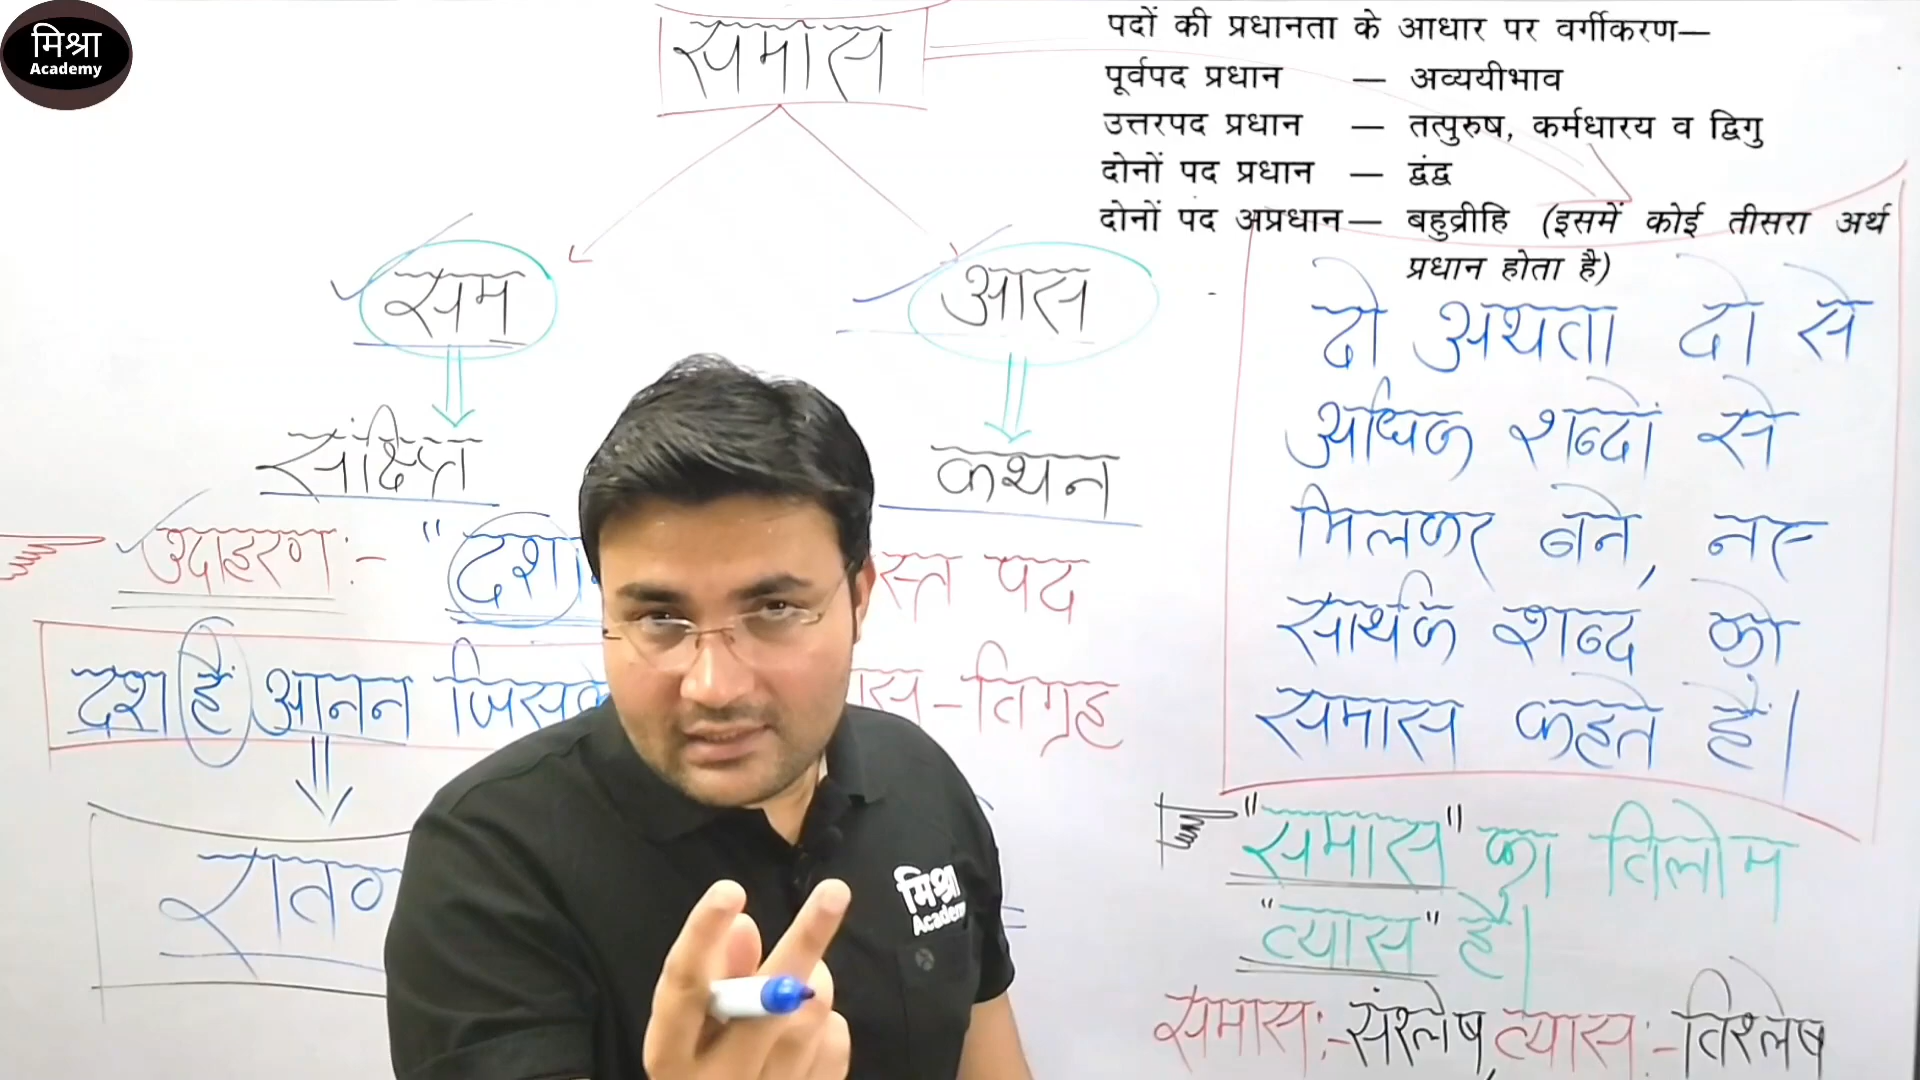 मिश्रा
Academy
समास
पदों की प्रधानता के आधार पर वर्गीकरण—
पूर्वपद प्रधान — अव्ययीभाव
उत्तरपद प्रधान — तत्पुरुष, कर्मधारय व द्विगु
दोनों पद प्रधान — द्वंद्व
दोनों पद अप्रधान— बहुव्रीहि (इसमें कोई तीसरा अर्थ
प्रधान होता है)
सम आस
संक्षिप्त कथन
उदाहरण:- "दशा
पद
दश हैं आनन
विग्रह
दो अथवा दो से
अधिक शब्दों से
मिलकर बने, नए
सार्थक शब्द को
समास कहते हैं।
"समास" का विलोम
"व्यास" है।
समास:-संश्लेष, व्यास:-विश्लेष
मिश्रा
Academy